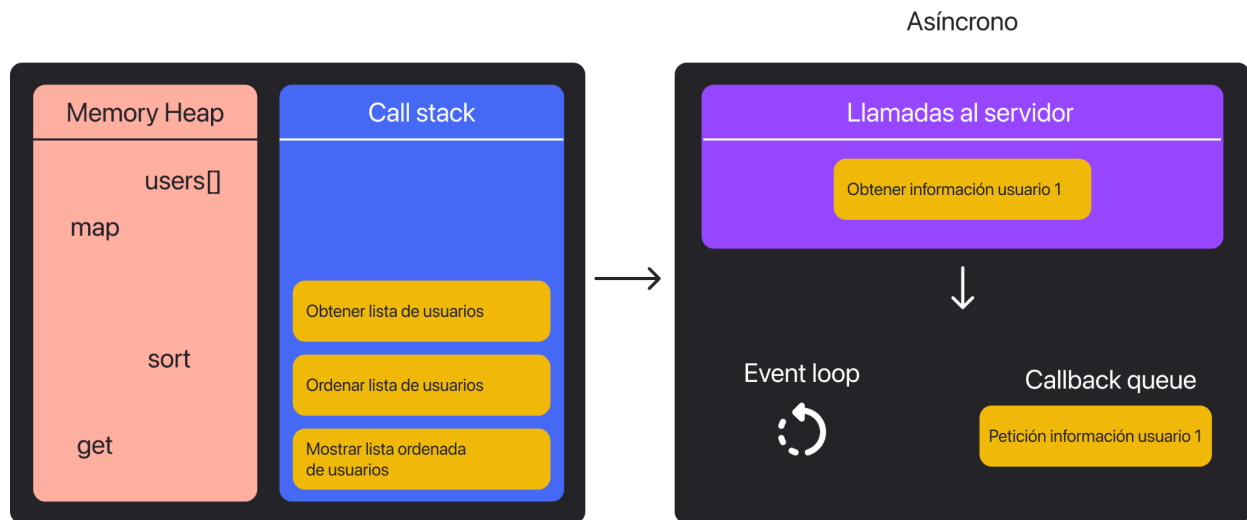 Asíncrono
Memory Heap
users[]
map
sort
get
Call stack
Obtener lista de usuarios
Ordenar lista de usuarios
Mostrar lista ordenada
de usuarios
Llamadas al servidor
Obtener información usuario 1
Event loop
Callback queue
Petición información usuario 1